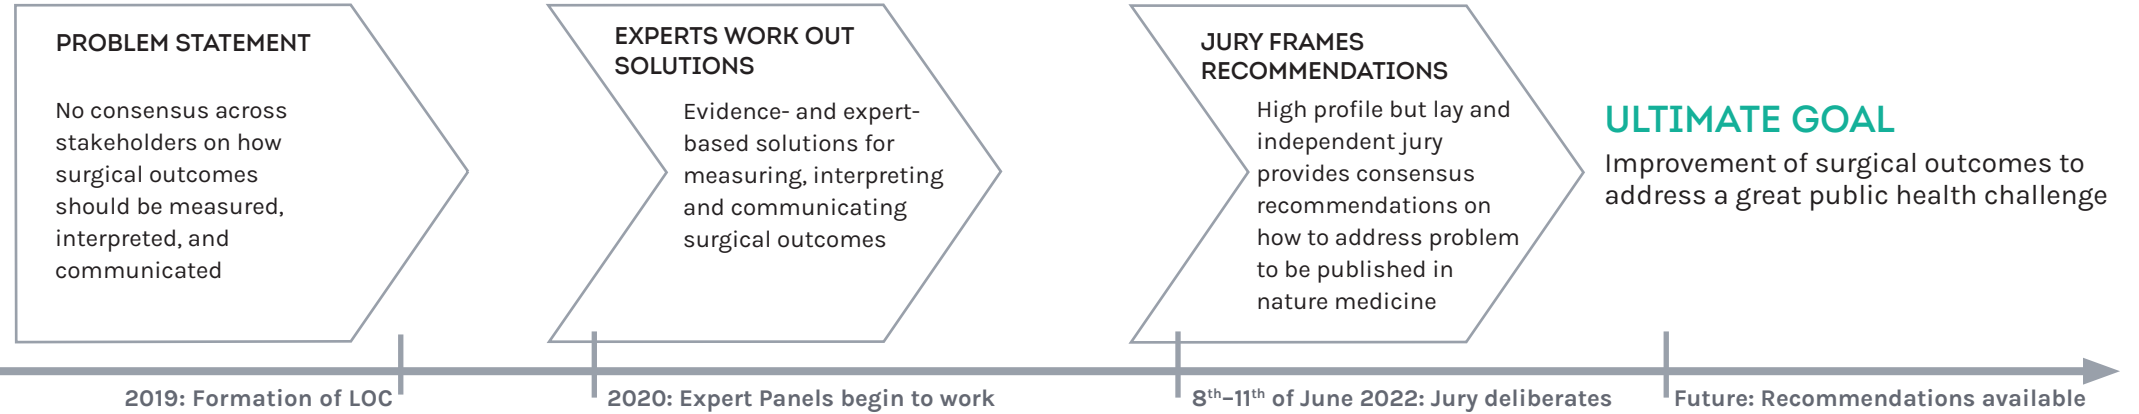 PROBLEM STATEMENT
No consensus across
stakeholders on how
surgical outcomes
should be measured,
interpreted, and
communicated
EXPERTS WORK OUT
SOLUTIONS
Evidence- and expert-
based solutions for
measuring, interpreting
and communicating
surgical outcomes
JURY FRAMES
RECOMMENDATIONS
High profile but lay and
independent jury
provides consensus
recommendations on
how to address problem
to be published in
nature medicine
ULTIMATE GOAL
Improvement of surgical outcomes to
address a great public health challenge
2019: Formation of LOC
2020: Expert Panels begin to work
8th–11th of June 2022: Jury deliberates
Future: Recommendations available